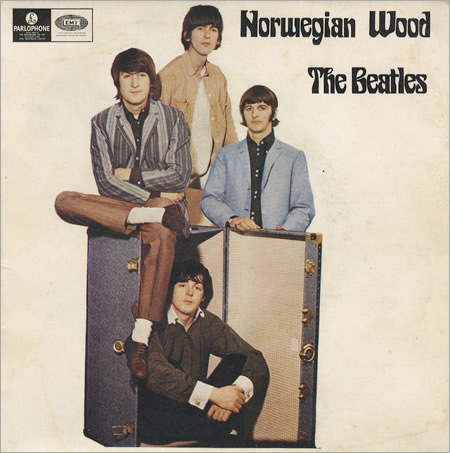 PARLOPHONE
EMI
Norwegian Wood
The Beatles